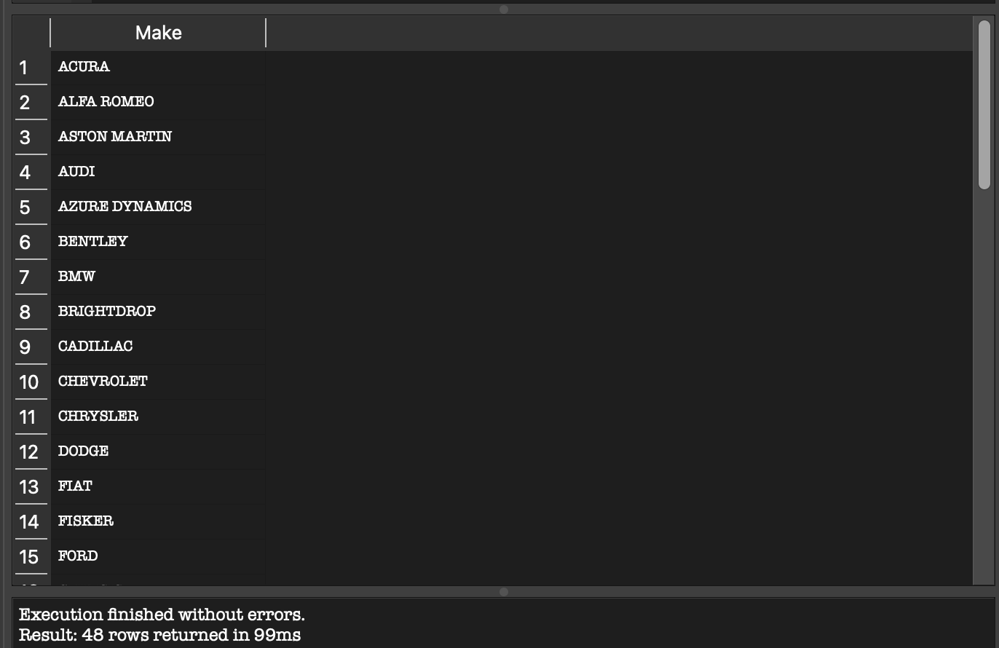 Make
1 ACURA
2 ALFA ROMEO
3 ASTON MARTIN
4 AUDI
5 AZURE DYNAMICS
6 BENTLEY
7 BMW
8 BRIGHTDROP
9 CADILLAC
10 CHEVROLET
11 CHRYSLER
12 DODGE
13 FIAT
14 FISKER
15 FORD
Execution finished without errors.
Result: 48 rows returned in 99ms